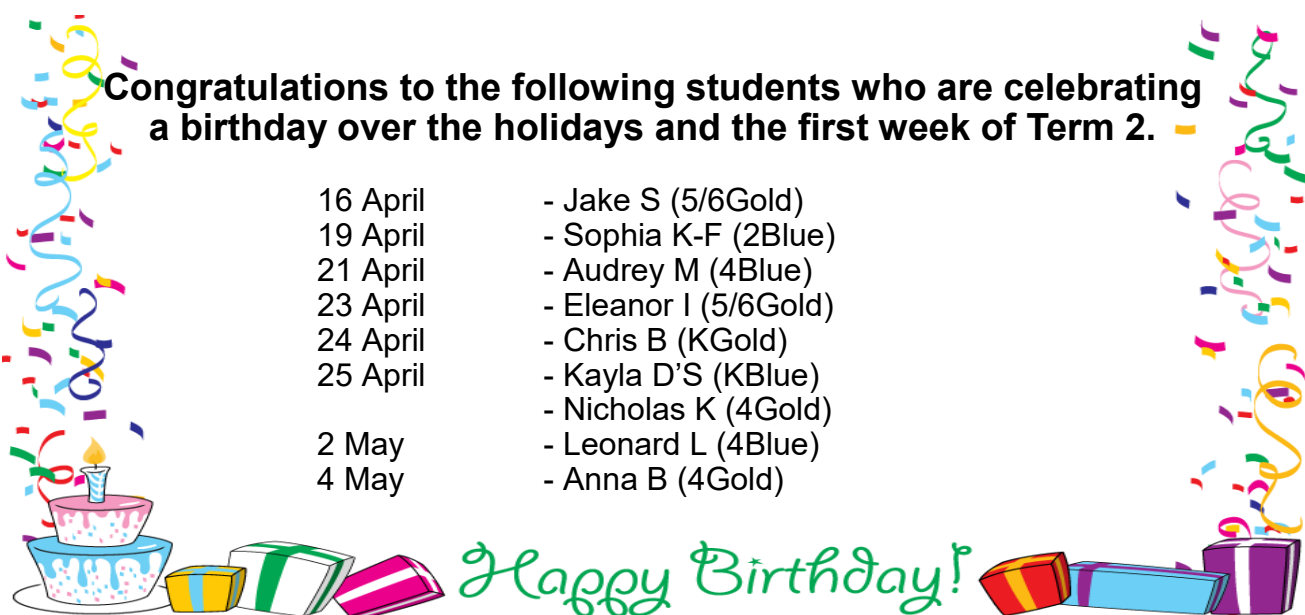 Congratulations to the following students who are celebrating
a birthday over the holidays and the first week of Term 2.
16 April - Jake S (5/6Gold)
19 April - Sophia K-F (2Blue)
21 April - Audrey M (4Blue)
23 April - Eleanor I (5/6Gold)
24 April - Chris B (KGold)
25 April - Kayla D’S (KBlue)
- Nicholas K (4Gold)
2 May - Leonard L (4Blue)
4 May - Anna B (4Gold)
Happy Birthday!